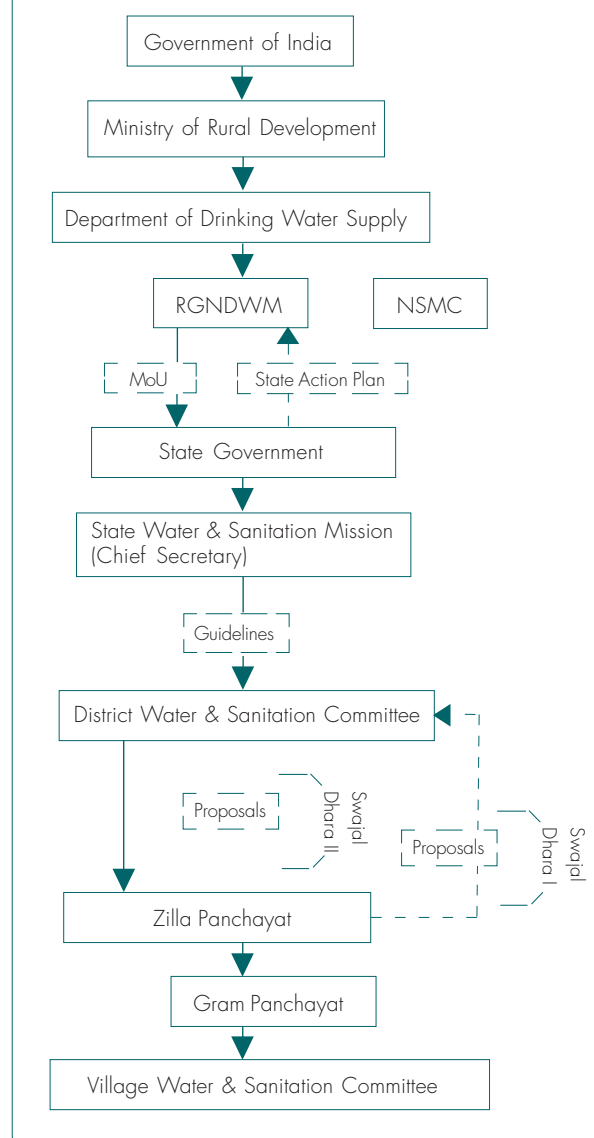 Government of India
Ministry of Rural Development
Department of Drinking Water Supply
RGNDWM
NSMC
MoU
State Action Plan
State Government
State Water & Sanitation Mission
(Chief Secretary)
Guidelines
District Water & Sanitation Committee
Proposals
Swajal
Dhara II
Proposals
Swajal
Dhara I
Zilla Panchayat
Gram Panchayat
Village Water & Sanitation Committee